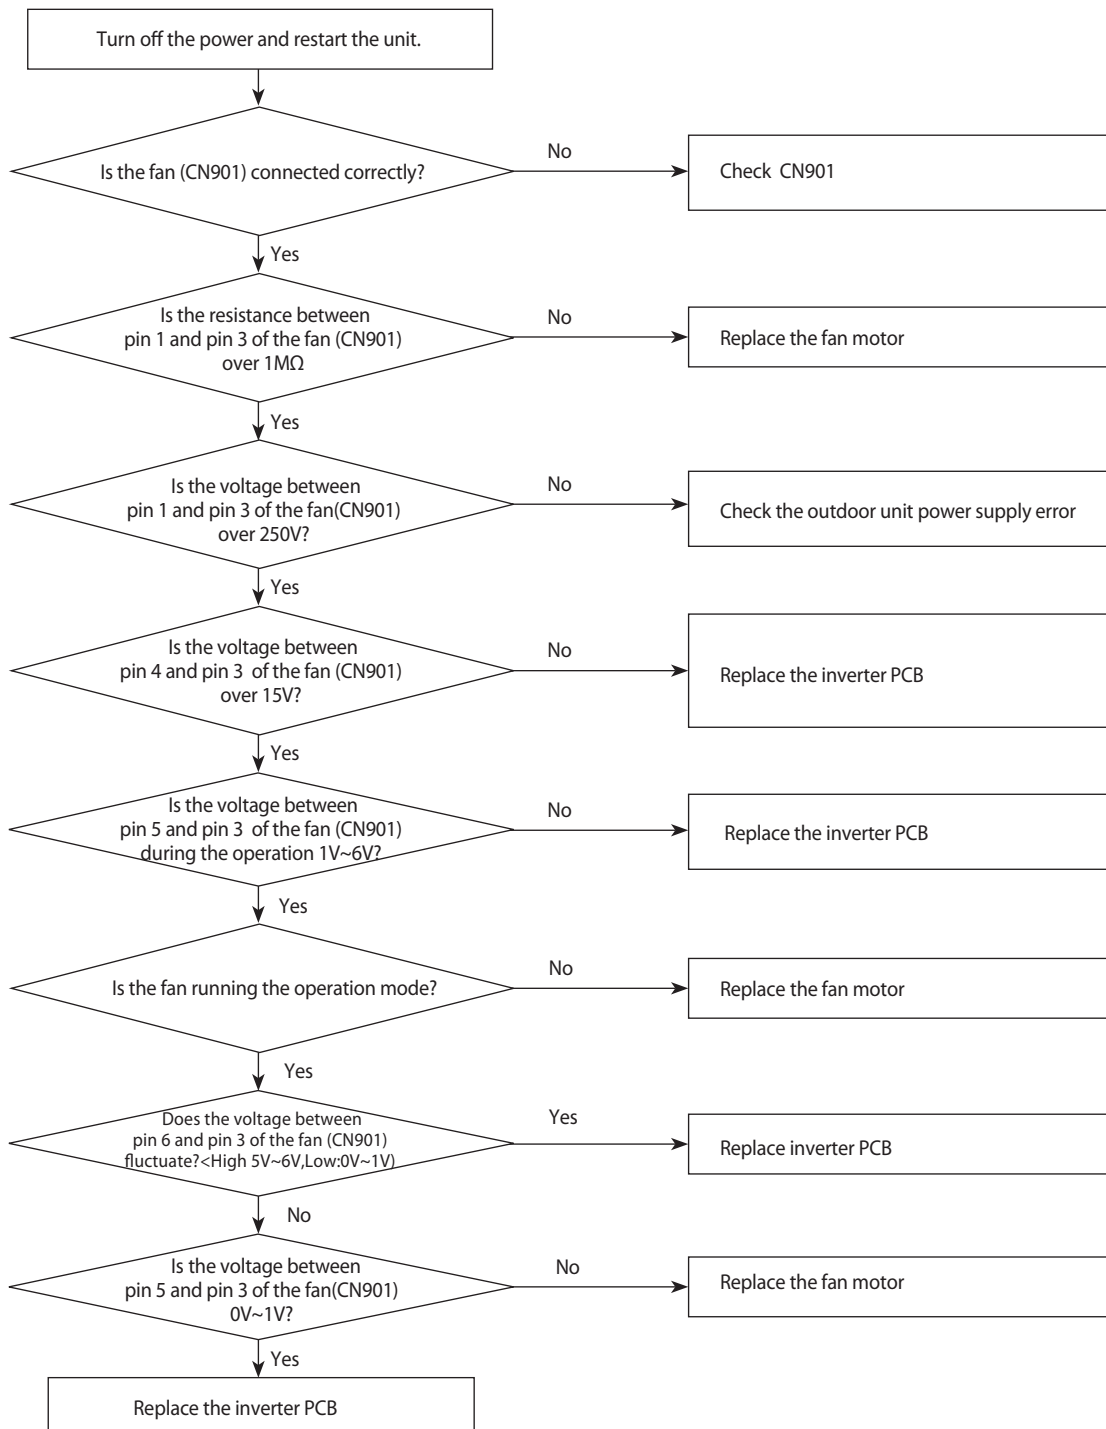 Turn off the power and restart the unit.
Is the fan (CN901) connected correctly?
No
Check CN901
Yes
Is the resistance between
pin 1 and pin 3 of the fan (CN901)
over 1MΩ
No
Replace the fan motor
Yes
Is the voltage between
pin 1 and pin 3 of the fan(CN901)
over 250V?
No
Check the outdoor unit power supply error
Yes
Is the voltage between
pin 4 and pin 3 of the fan (CN901)
over 15V?
No
Replace the inverter PCB
Yes
Is the voltage between
pin 5 and pin 3 of the fan (CN901)
during the operation 1V~6V?
No
Replace the inverter PCB
Yes
Is the fan running the operation mode?
No
Replace the fan motor
Yes
Does the voltage between
pin 6 and pin 3 of the fan (CN901)
fluctuate?<High 5V~6V,Low:0V~1V)
Yes
Replace inverter PCB
No
Is the voltage between
pin 5 and pin 3 of the fan(CN901)
0V~1V?
No
Replace the fan motor
Yes
Replace the inverter PCB